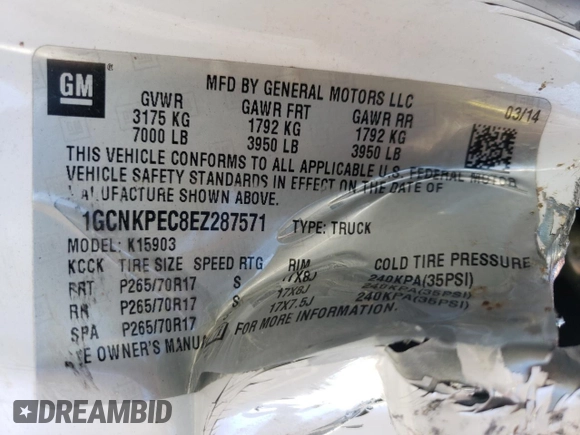 GM ®
MFD BY GENERAL MOTORS LLC
03/14
GVWR GAWR FRT GAWR RR
3175 KG 1792 KG 1792 KG
7000 LB 3950 LB 3950 LB
THIS VEHICLE CONFORMS TO ALL APPLICABLE U.S. FEDERAL MOTOR
VEHICLE SAFETY STANDARDS IN EFFECT ON THE DATE OF
MANUFACTURE SHOWN ABOVE.
1GCNKPEC8EZ287571 TYPE: TRUCK
MODEL: K15903
KCCK TIRE SIZE SPEED RTG RIM COLD TIRE PRESSURE
FRT P265/70R17 S 17X8J 240KPA(35PSI)
RR P265/70R17 S 17X8J 240KPA(35PSI)
SPA P265/70R17 17X7.5J 240KPA(35PSI)
OWNER'S MANUAL FOR MORE INFORMATION.
DREAMBID